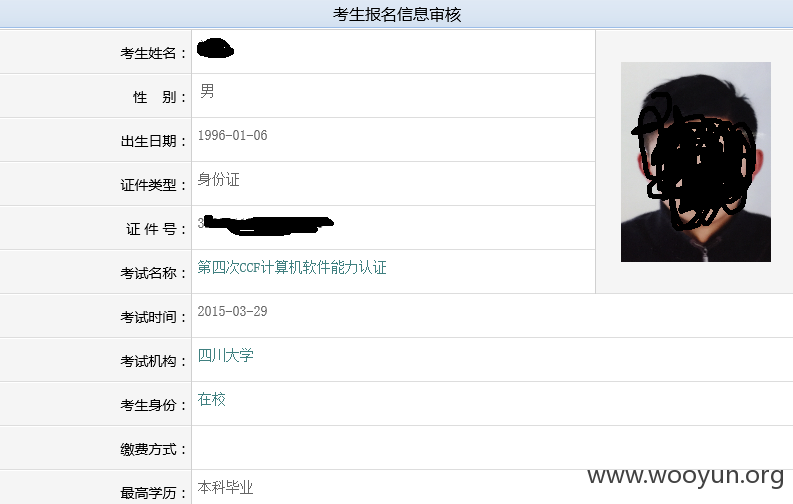 考生报名信息审核
考生姓名：
性 别： 男
出生日期： 1996-01-06
证件类型： 身份证
证 件 号： 3
考试名称： 第四次CCF计算机软件能力认证
考试时间： 2015-03-29
考试机构： 四川大学
考生身份： 在校
缴费方式：
最高学历： 本科毕业
www.wooyun.org